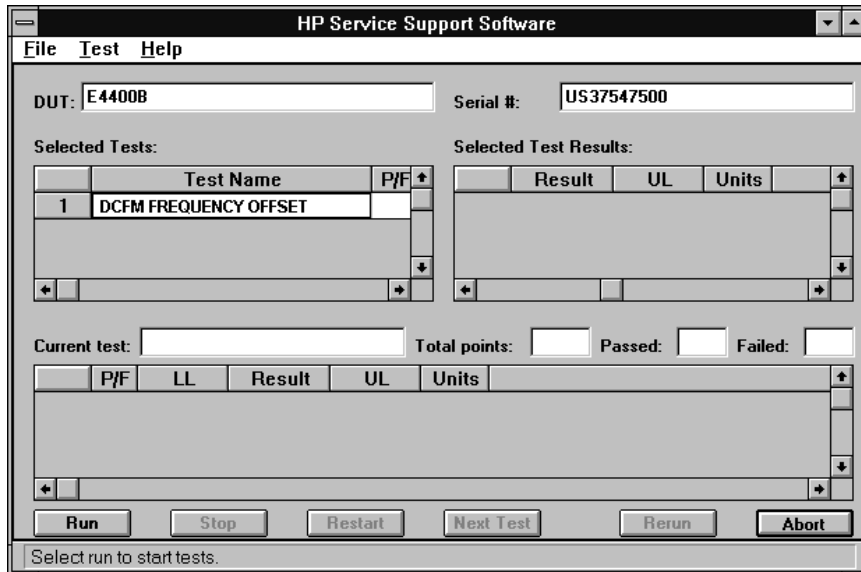 HP Service Support Software
File Test Help
DUT: E4400B Serial #: US37547500
Selected Tests: Selected Test Results:
Test Name P/F Result UL Units
1 DCFM FREQUENCY OFFSET
Current test: Total points: Passed: Failed:
P/F LL Result UL Units
Run Stop Restart Next Test Rerun Abort
Select run to start tests.